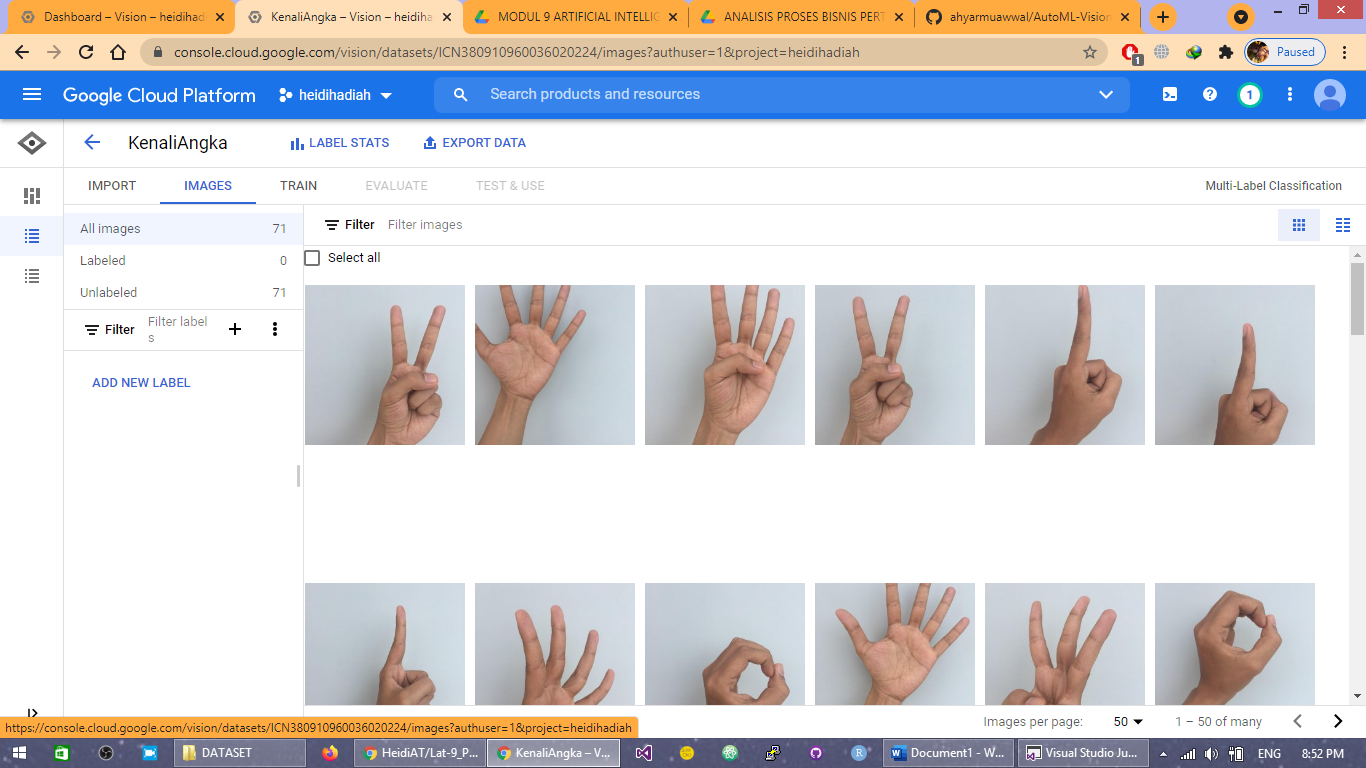 Dashboard – Vision – heidihadi
KenaliAngka – Vision – heidiha
MODUL 9 ARTIFICIAL INTELLIG
ANALISIS PROSES BISNIS PERT
ahyarmuawwal/AutoML-Vision
console.cloud.google.com/vision/datasets/ICN380910960036020224/images?authuser=1&project=heidihadiah
1
Paused
Google Cloud Platform
heidihadiah
Search products and resources
1
KenaliAngka
LABEL STATS
EXPORT DATA
IMPORT
IMAGES
TRAIN
EVALUATE
TEST & USE
Multi-Label Classification
All images 71
Labeled 0
Unlabeled 71
Filter
Filter label
s
ADD NEW LABEL
Filter
Filter images
Select all
https://console.cloud.google.com/vision/datasets/ICN380910960036020224/images?authuser=1&project=heidihadiah
Images per page: 50
1 – 50 of many
DATASET
HeidiAT/Lat-9_P...
KenaliAngka – V...
Document1 - W...
Visual Studio Ju...
ENG
8:52 PM